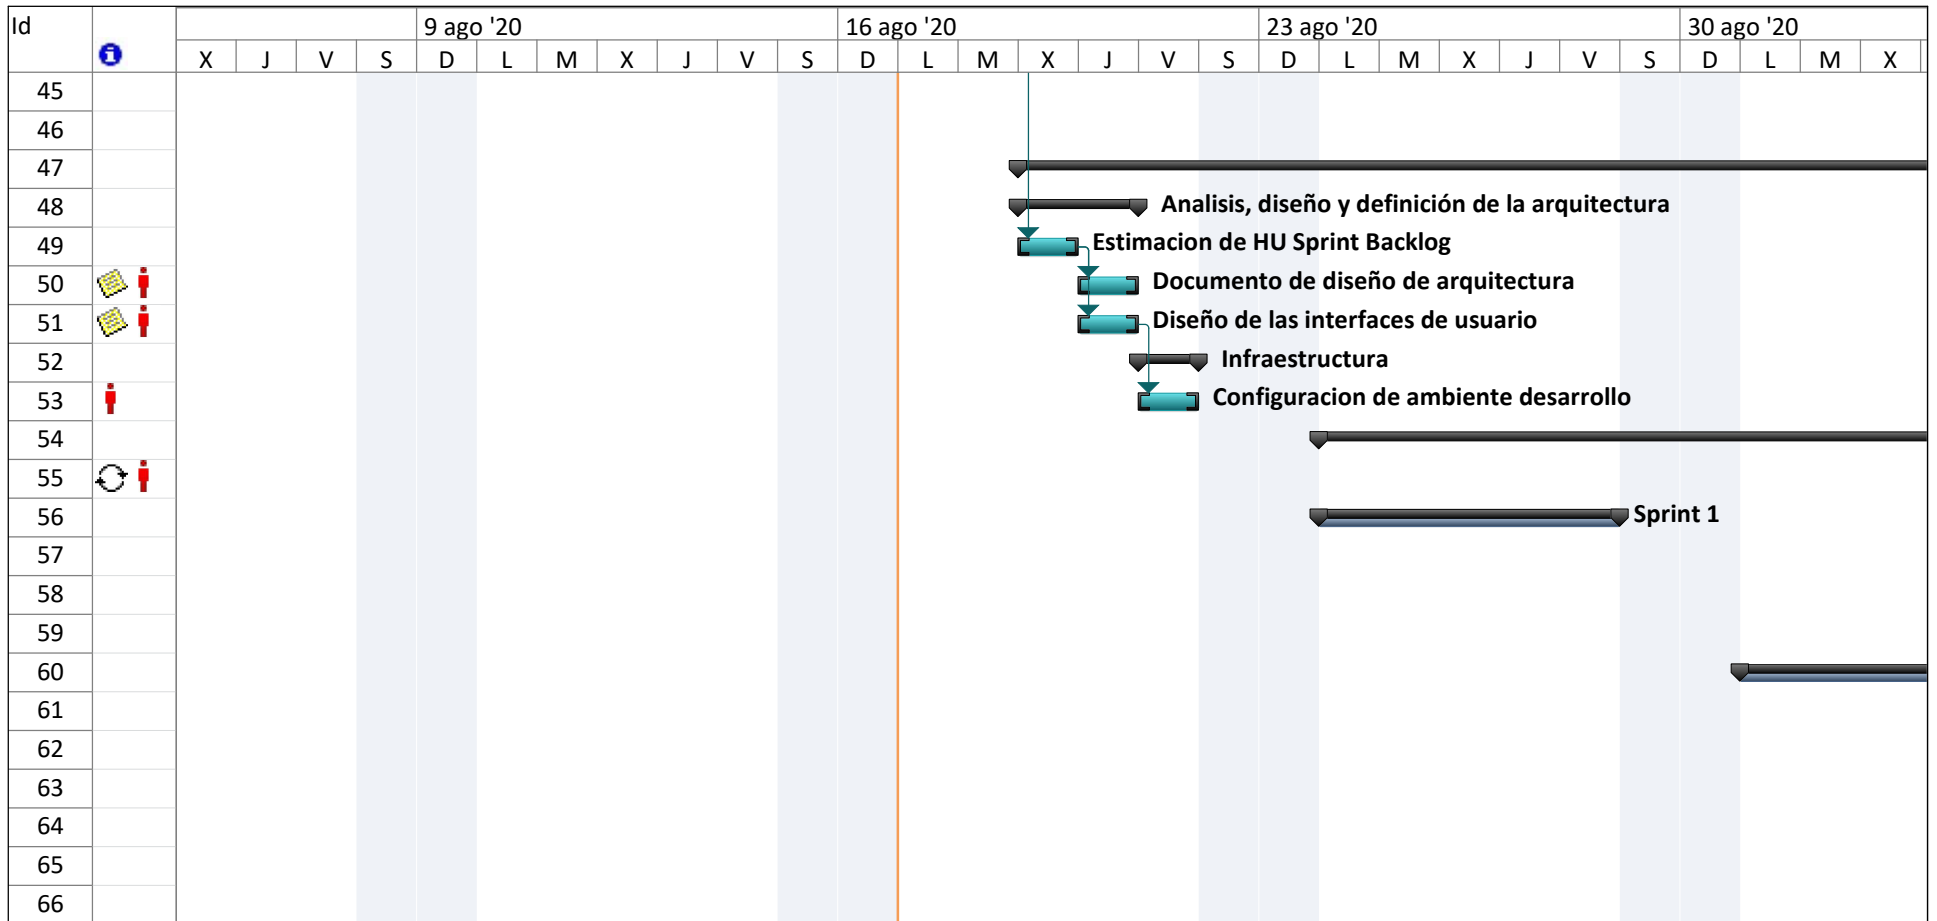 Id
9 ago '20 16 ago '20 23 ago '20 30 ago '20
X J V S D L M X J V S D L M X J V S D L M X J V S D L M X
45
46
47
48 Analisis, diseño y definición de la arquitectura
49 Estimacion de HU Sprint Backlog
50 Documento de diseño de arquitectura
51 Diseño de las interfaces de usuario
52 Infraestructura
53 Configuracion de ambiente desarrollo
54
55
56 Sprint 1
57
58
59
60
61
62
63
64
65
66